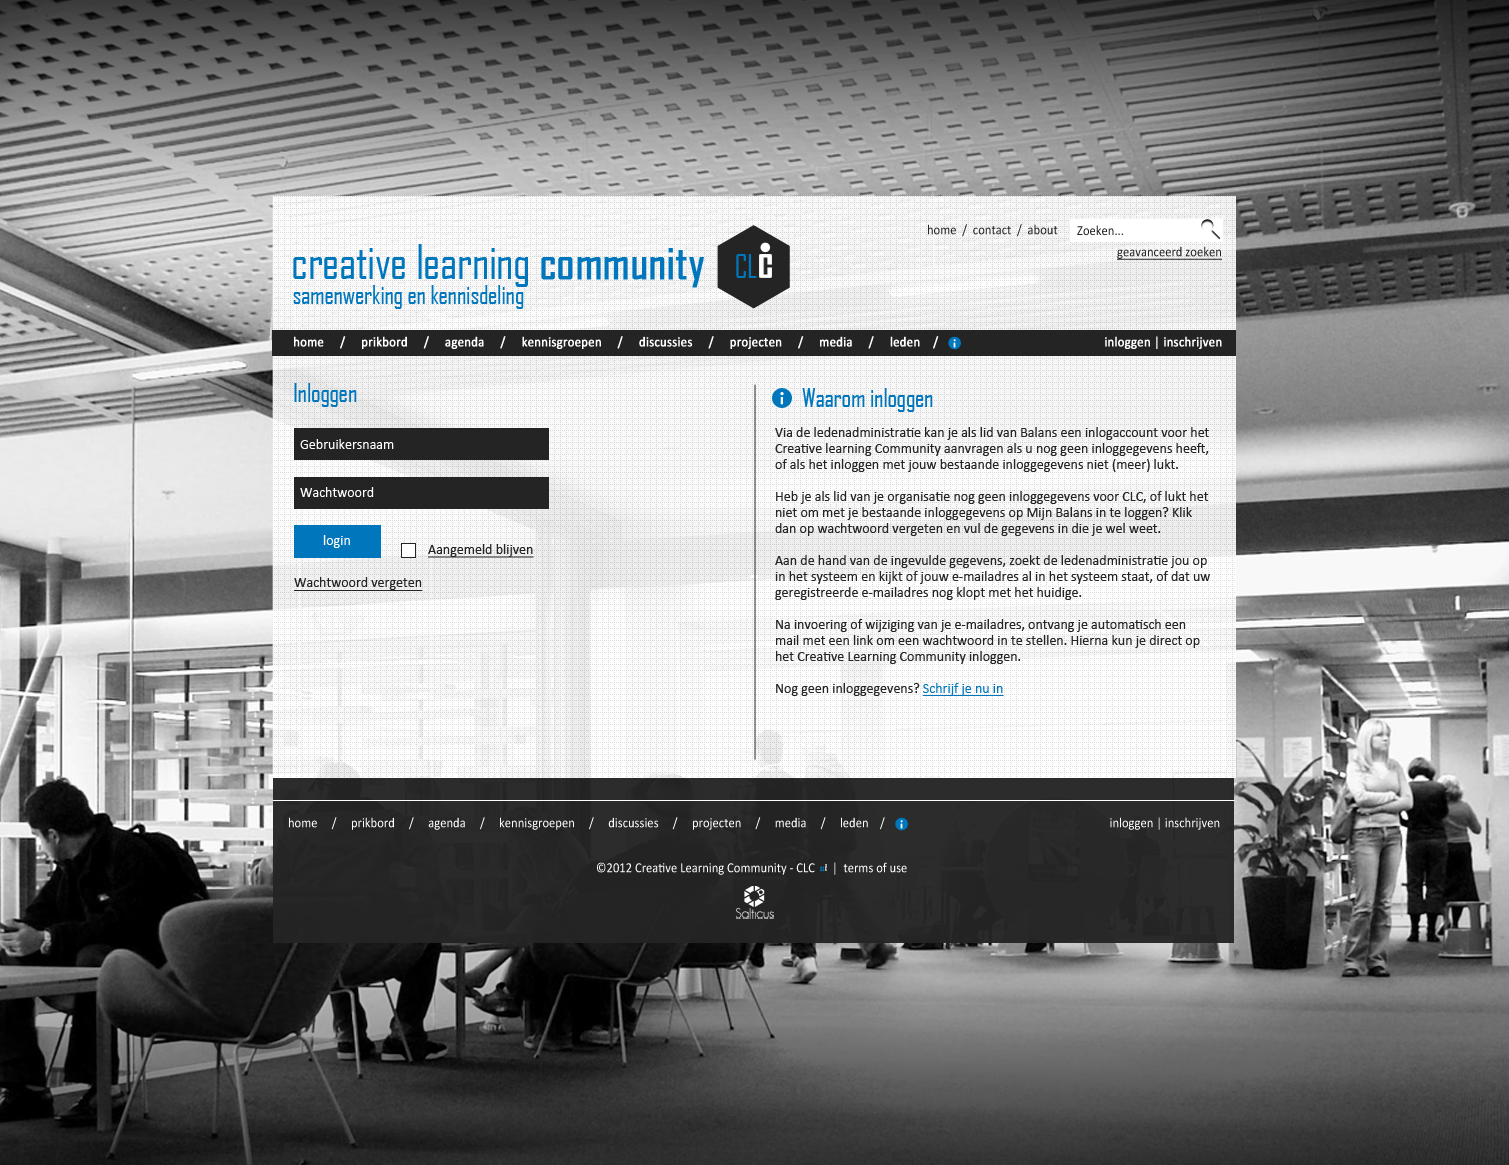 home / contact / about
Zoeken...
geavanceerd zoeken
creative learning community
CLC
samenwerking en kennisdeling
home / prikbord / agenda / kennisgroepen / discussies / projecten / media / leden / i
inloggen | inschrijven
Inloggen
Gebruikersnaam
Wachtwoord
login
Aangemeld blijven
Wachtwoord vergeten
i Waarom inloggen
Via de ledenadministratie kan je als lid van Balans een inlogaccount voor het
Creative learning Community aanvragen als u nog geen inloggegevens heeft,
of als het inloggen met jouw bestaande inloggegevens niet (meer) lukt.
Heb je als lid van je organisatie nog geen inloggegevens voor CLC, of lukt het
niet om met je bestaande inloggegevens op Mijn Balans in te loggen? Klik
dan op wachtwoord vergeten en vul de gegevens in die je wel weet.
Aan de hand van de ingevulde gegevens, zoekt de ledenadministratie jou op
in het systeem en kijkt of jouw e-mailadres al in het systeem staat, of dat uw
geregistreerde e-mailadres nog klopt met het huidige.
Na invoering of wijziging van je e-mailadres, ontvang je automatisch een
mail met een link om een wachtwoord in te stellen. Hierna kun je direct op
het Creative Learning Community inloggen.
Nog geen inloggegevens? Schrijf je nu in
home / prikbord / agenda / kennisgroepen / discussies / projecten / media / leden / i
inloggen | inschrijven
©2012 Creative Learning Community - CLC | terms of use
Salticus